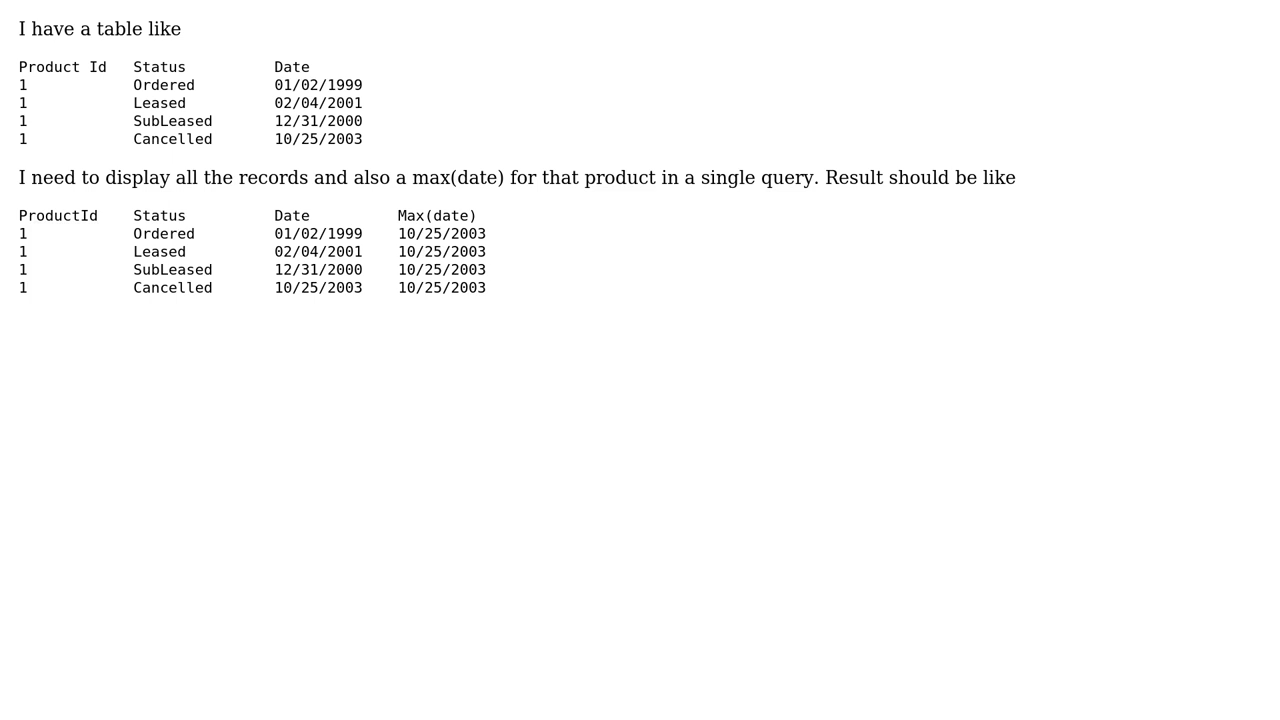 I have a table like
Product Id   Status          Date
1            Ordered         01/02/1999
1            Leased          02/04/2001
1            SubLeased       12/31/2000
1            Cancelled       10/25/2003
I need to display all the records and also a max(date) for that product in a single query. Result should be like
ProductId    Status          Date          Max(date)
1            Ordered         01/02/1999    10/25/2003
1            Leased          02/04/2001    10/25/2003
1            SubLeased       12/31/2000    10/25/2003
1            Cancelled       10/25/2003    10/25/2003